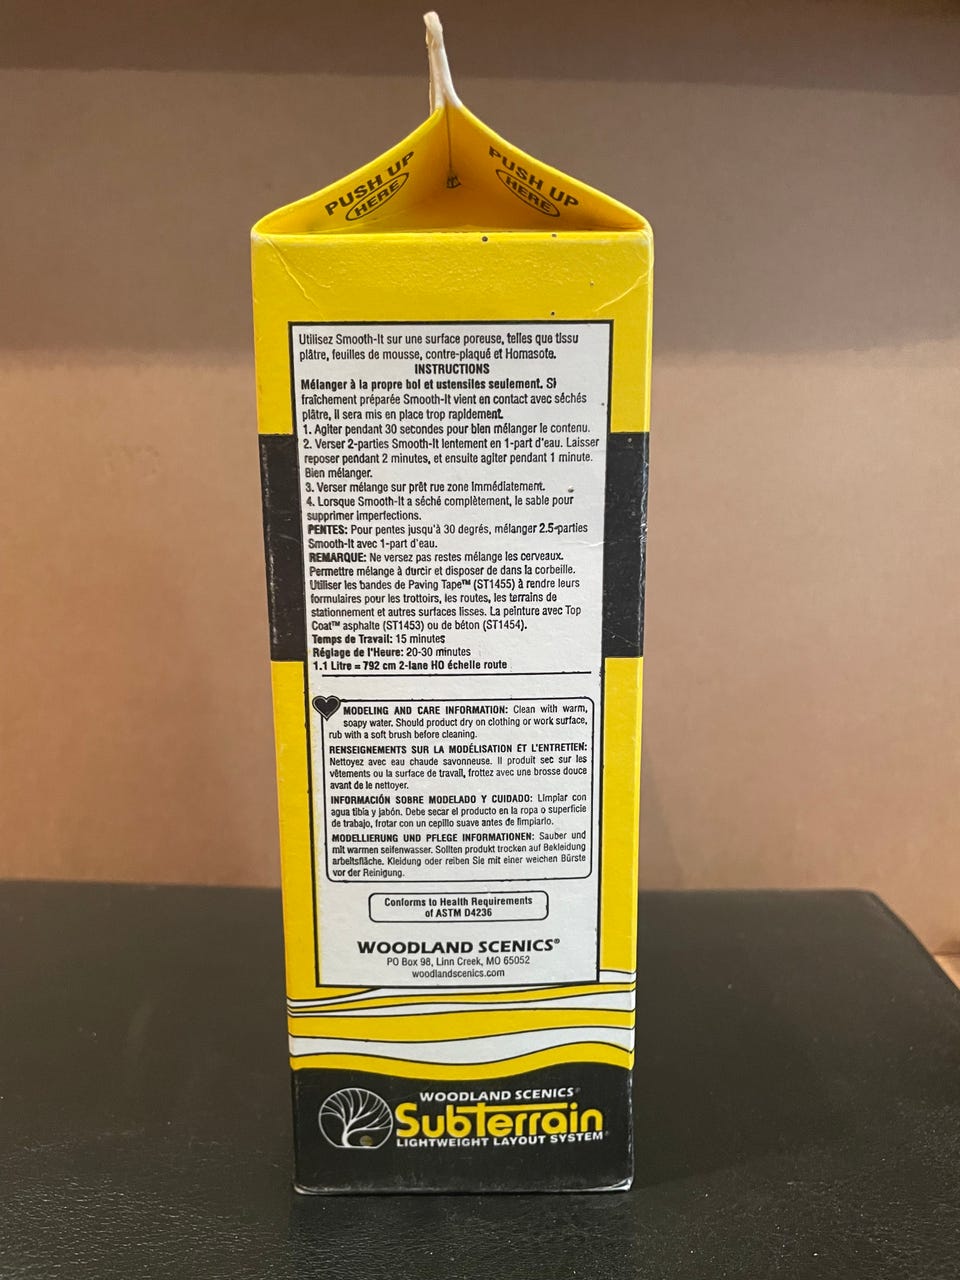 PUSH UP
HERE
PUSH UP
HERE
Utilisez Smooth-It sur une surface poreuse, telles que tissu
plâtre, feuilles de mousse, contre-plaqué et Homasote.
INSTRUCTIONS
Mélanger à la propre bol et ustensiles seulement. Si
fraîchement préparée Smooth-It vient en contact avec séchés
plâtre, il sera mis en place trop rapidement.
1. Agiter pendant 30 secondes pour bien mélanger le contenu.
2. Verser 2-parties Smooth-It lentement en 1-part d'eau. Laisser
reposer pendant 2 minutes, et ensuite agiter pendant 1 minute.
Bien mélanger.
3. Verser mélange sur prêt rue zone immédiatement.
4. Lorsque Smooth-It a séché complètement, le sable pour
supprimer imperfections.
PENTES: Pour pentes jusqu'à 30 degrés, mélanger 2.5-parties
Smooth-It avec 1-part d'eau.
REMARQUE: Ne versez pas restes mélange les cerveaux.
Permettre mélange à durcir et disposer de dans la corbeille.
Utiliser les bandes de Paving Tape™ (ST1455) à rendre leurs
formulaires pour les trottoirs, les routes, les terrains de
stationnement et autres surfaces lisses. La peinture avec Top
Coat™ asphalte (ST1453) ou de béton (ST1454).
Temps de Travail: 15 minutes
Réglage de l'Heure: 20-30 minutes
1.1 Litre = 792 cm 2-lane HO échelle route
MODELING AND CARE INFORMATION: Clean with warm,
soapy water. Should product dry on clothing or work surface,
rub with a soft brush before cleaning.
RENSEIGNEMENTS SUR LA MODÉLISATION ET L'ENTRETIEN:
Nettoyez avec eau chaude savonneuse. Il produit sec sur les
vêtements ou la surface de travail, frottez avec une brosse douce
avant de le nettoyer.
INFORMACIÓN SOBRE MODELADO Y CUIDADO: Limpiar con
agua tibia y jabón. Debe secar el producto en la ropa o superficie
de trabajo, frotar con un cepillo suave antes de limpiarlo.
MODELLIERUNG UND PFLEGE INFORMATIONEN: Sauber und
mit warmen seifenwasser. Sollten produkt trocken auf Bekleidung
arbeitsfläche. Kleidung oder reiben Sie mit einer weichen Bürste
vor der Reinigung.
Conforms to Health Requirements
of ASTM D4236
WOODLAND SCENICS®
PO Box 98, Linn Creek, MO 65052
woodlandscenics.com
WOODLAND SCENICS®
SubTerrain
LIGHTWEIGHT LAYOUT SYSTEM®